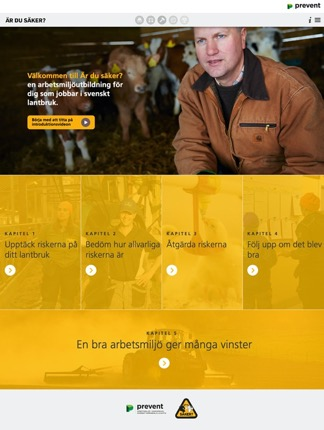 prevent
ÄR DU SÄKER?
Välkommen till Är du säker?
en arbetsmiljöutbildning för
dig som jobbar i svenskt
lantbruk.
Börja med att titta på
introduktionsvideon
KAPITEL 1
Upptäck riskerna på
ditt lantbruk
KAPITEL 2
Bedöm hur allvarliga
riskerna är
KAPITEL 3
Åtgärda riskerna
KAPITEL 4
Följ upp om det blev
bra
KAPITEL 5
En bra arbetsmiljö ger många vinster
prevent